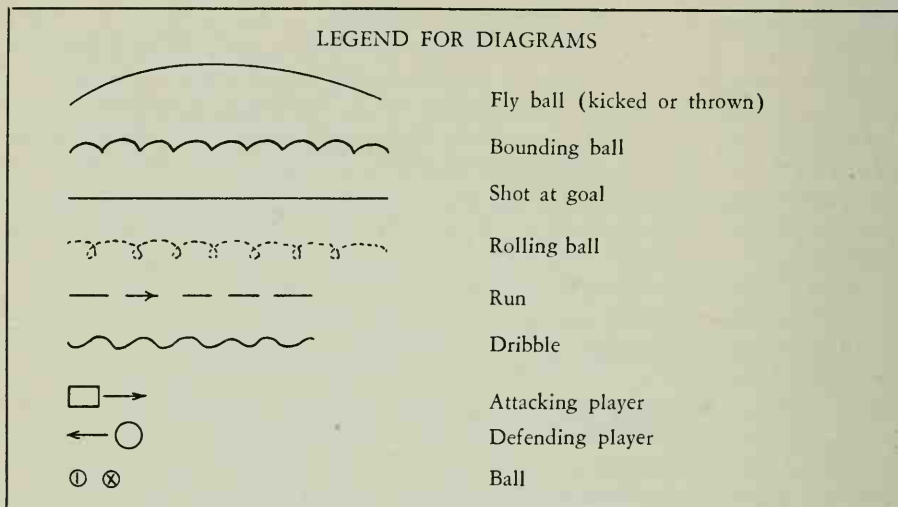 LEGEND FOR DIAGRAMS
Fly ball (kicked or thrown)
Bounding ball
Shot at goal
Rolling ball
Run
Dribble
Attacking player
Defending player
Ball